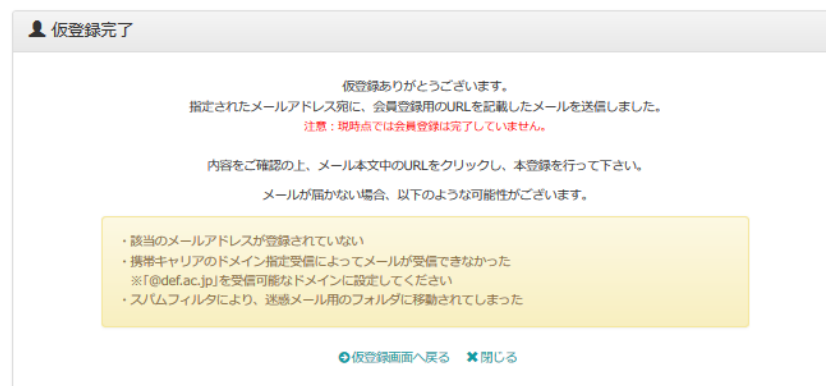 仮登録完了
仮登録ありがとうございます。
指定されたメールアドレス宛に、会員登録用のURLを記載したメールを送信しました。
注意：現時点では会員登録は完了していません。
内容をご確認の上、メール本文中のURLをクリックし、本登録を行って下さい。
メールが届かない場合、以下のような可能性がございます。
・該当のメールアドレスが登録されていない
・携帯キャリアのドメイン指定受信によってメールが受信できなかった
※「@def.ac.jp」を受信可能なドメインに設定してください
・スパムフィルタにより、迷惑メール用のフォルダに移動されてしまった
仮登録画面へ戻る 閉じる